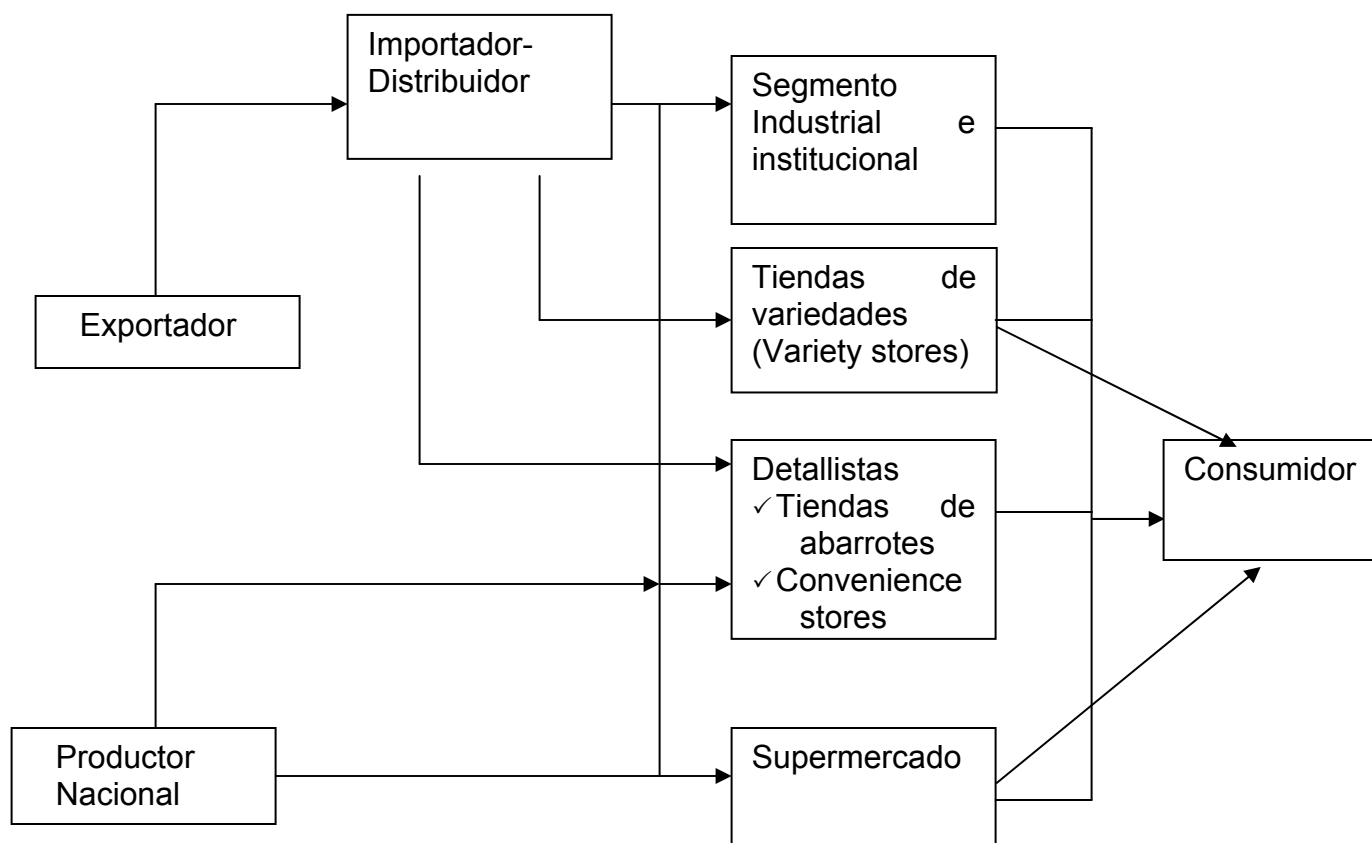 Importador-
Distribuidor
Segmento
Industrial e
institucional
Exportador
Tiendas de
variedades
(Variety stores)
Detallistas
✓Tiendas de
abarrotes
✓Convenience
stores
Consumidor
Productor
Nacional
Supermercado